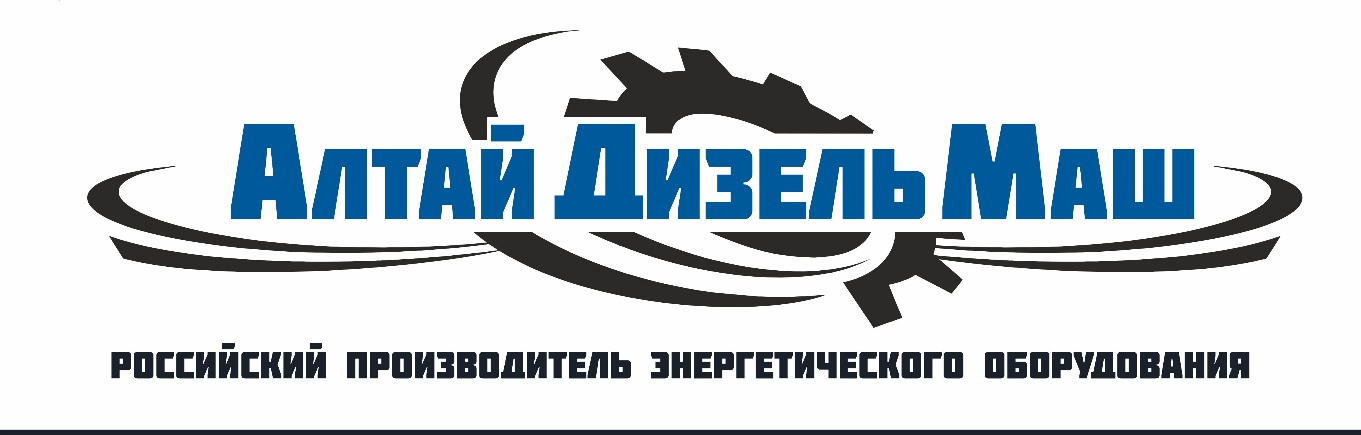 Алтай Дизель Маш
РОССИЙСКИЙ ПРОИЗВОДИТЕЛЬ ЭНЕРГЕТИЧЕСКОГО ОБОРУДОВАНИЯ